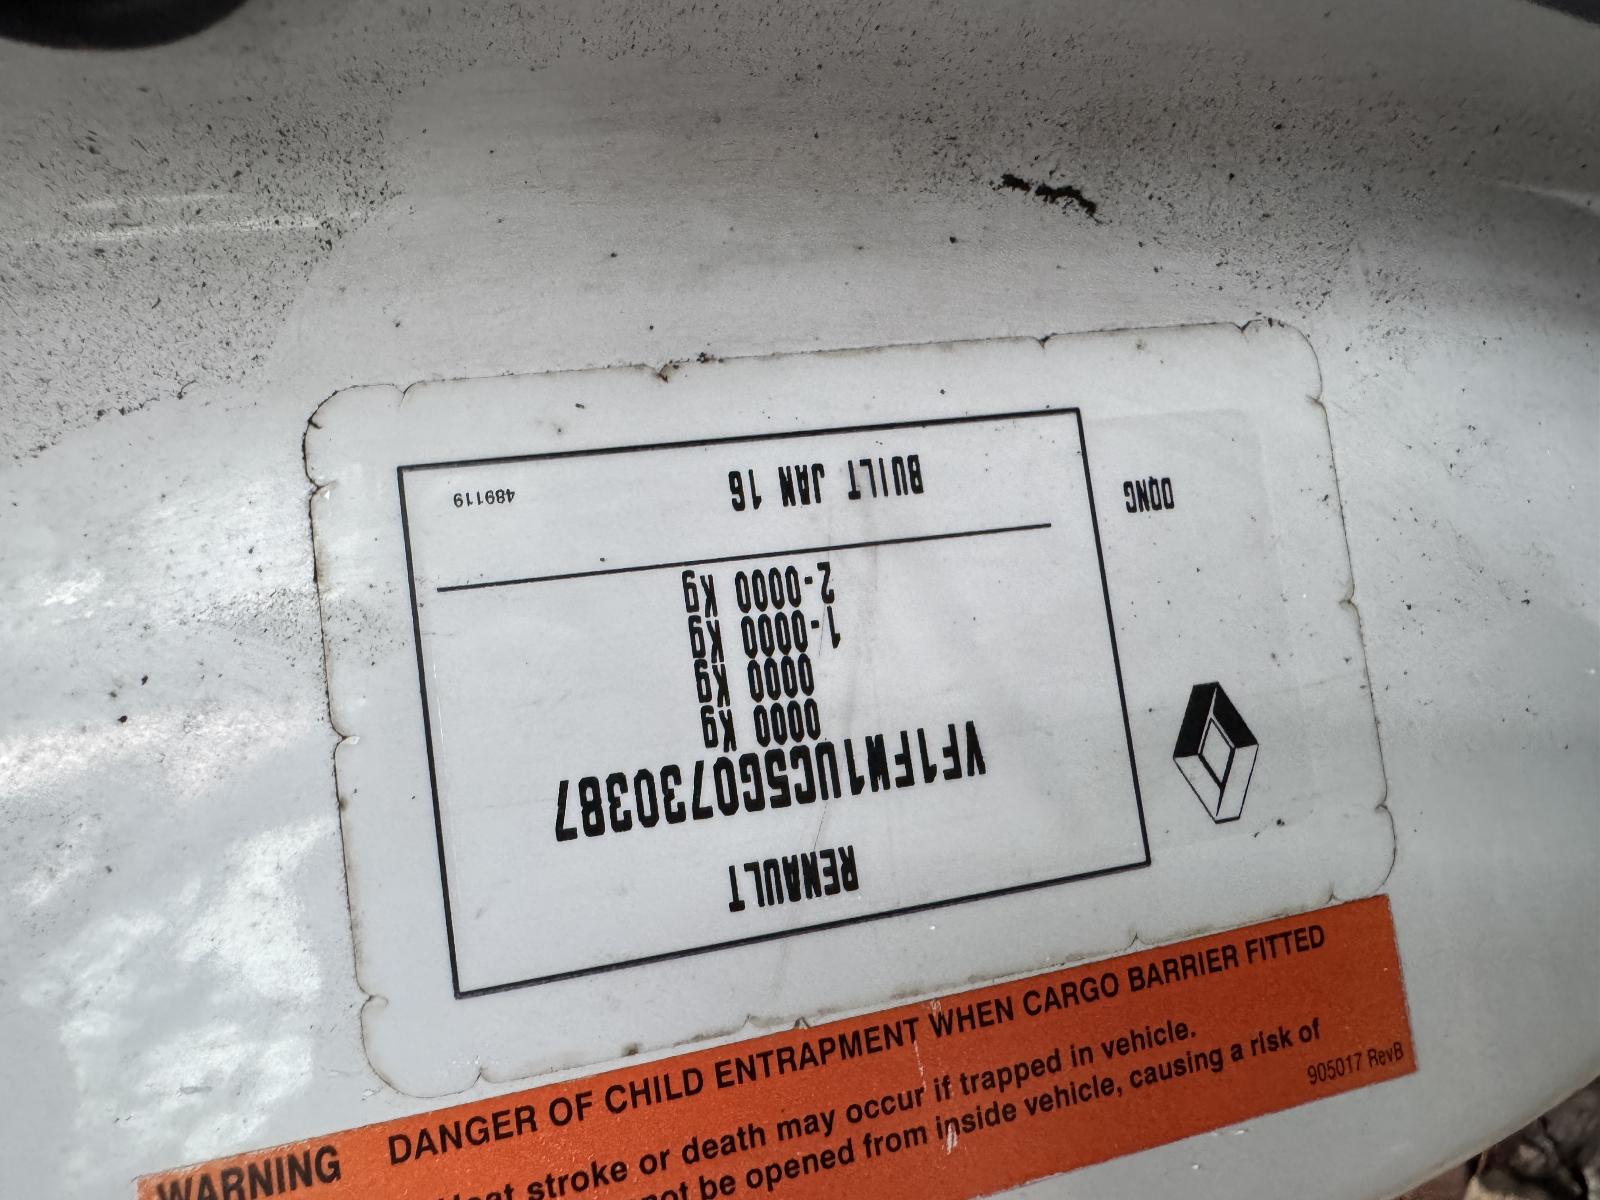 RENAULT
VF1FW1UC5G0730387
0000 Kg
0000 Kg
1-0000 Kg
2-0000 Kg
BUILT JAN 16
489119
DQNG
WARNING DANGER OF CHILD ENTRAPMENT WHEN CARGO BARRIER FITTED
stroke or death may occur if trapped in vehicle.
be opened from inside vehicle, causing a risk of
905017 RevB